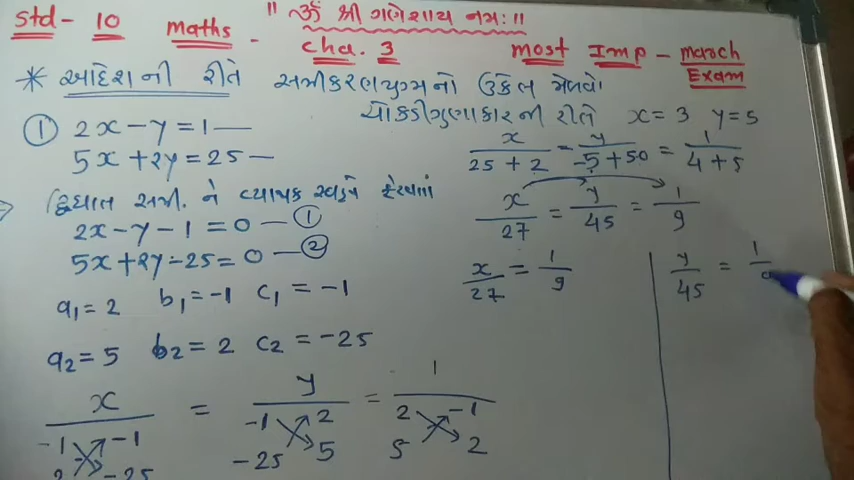 ॥ ૐ શ્રી ગણેશાય નમઃ॥
std- 10 maths -
cha. 3 most Imp - march Exam
* આદેશની રીતે સમીકરણયુગ્મનો ઉકેલ મેળવો
ચોકડીગુણાકારની રીતે x = 3 y = 5
① 2x - y = 1 —
5x + 2y = 25 —
દ્વિઘાત સમી. ને વ્યાપક સ્વરૂપે ફેરવતાં
2x - y - 1 = 0 — ①
5x + 2y - 25 = 0 — ②
a₁ = 2 b₁ = -1 c₁ = -1
a₂ = 5 b₂ = 2 c₂ = -25
x = y = 1
-1 -1 -1 2 2 -1
2 -25 -25 5 5 2
x/(25 + 2) = y/(-5 + 50) = 1/(4 + 5)
x/27 = y/45 = 1/9
x/27 = 1/9
y/45 = 1/9